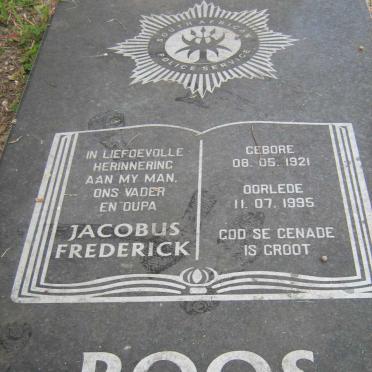 SOUTH AFRICAN
POLICE SERVICE
IN LIEFDEVOLLE
HERINNERING
AAN MY MAN,
ONS VADER
EN OUPA
JACOBUS
FREDERICK
GEBORE
08. 05. 1921
OORLEDE
11. 07. 1995
GOD SE GENADE
IS GROOT
ROOS